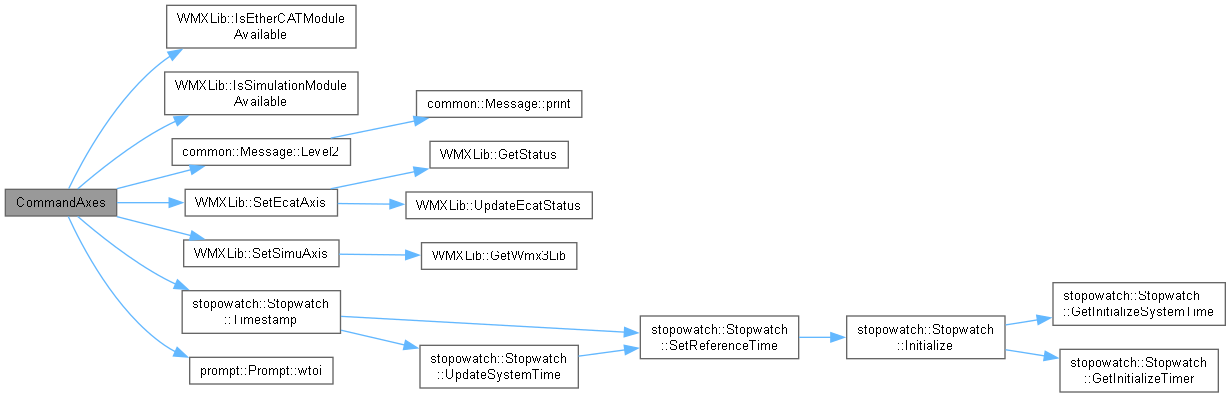 WMXLib::IsEtherCATModule
Available
WMXLib::IsSimulationModule
Available
common::Message::print
common::Message::Level2
WMXLib::GetStatus
CommandAxes
WMXLib::SetEcatAxis
WMXLib::UpdateEcatStatus
WMXLib::SetSimuAxis
WMXLib::GetWmx3Lib
stopowatch::Stopwatch
::Timestamp
stopowatch::Stopwatch
::GetInitializeSystemTime
stopowatch::Stopwatch
::SetReferenceTime
stopowatch::Stopwatch
::Initialize
stopowatch::Stopwatch
::UpdateSystemTime
stopowatch::Stopwatch
::GetInitializeTimer
prompt::Prompt::wtoi